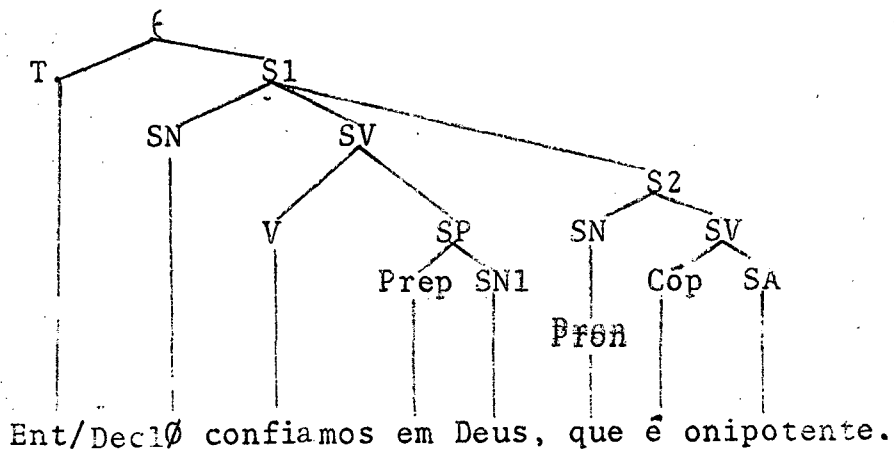 ξ
T S1
SN SV
S2
V SP SN SV
Prep SN1 Cóp SA
Pron
Ent/Decl∅ confiamos em Deus, que é onipotente.